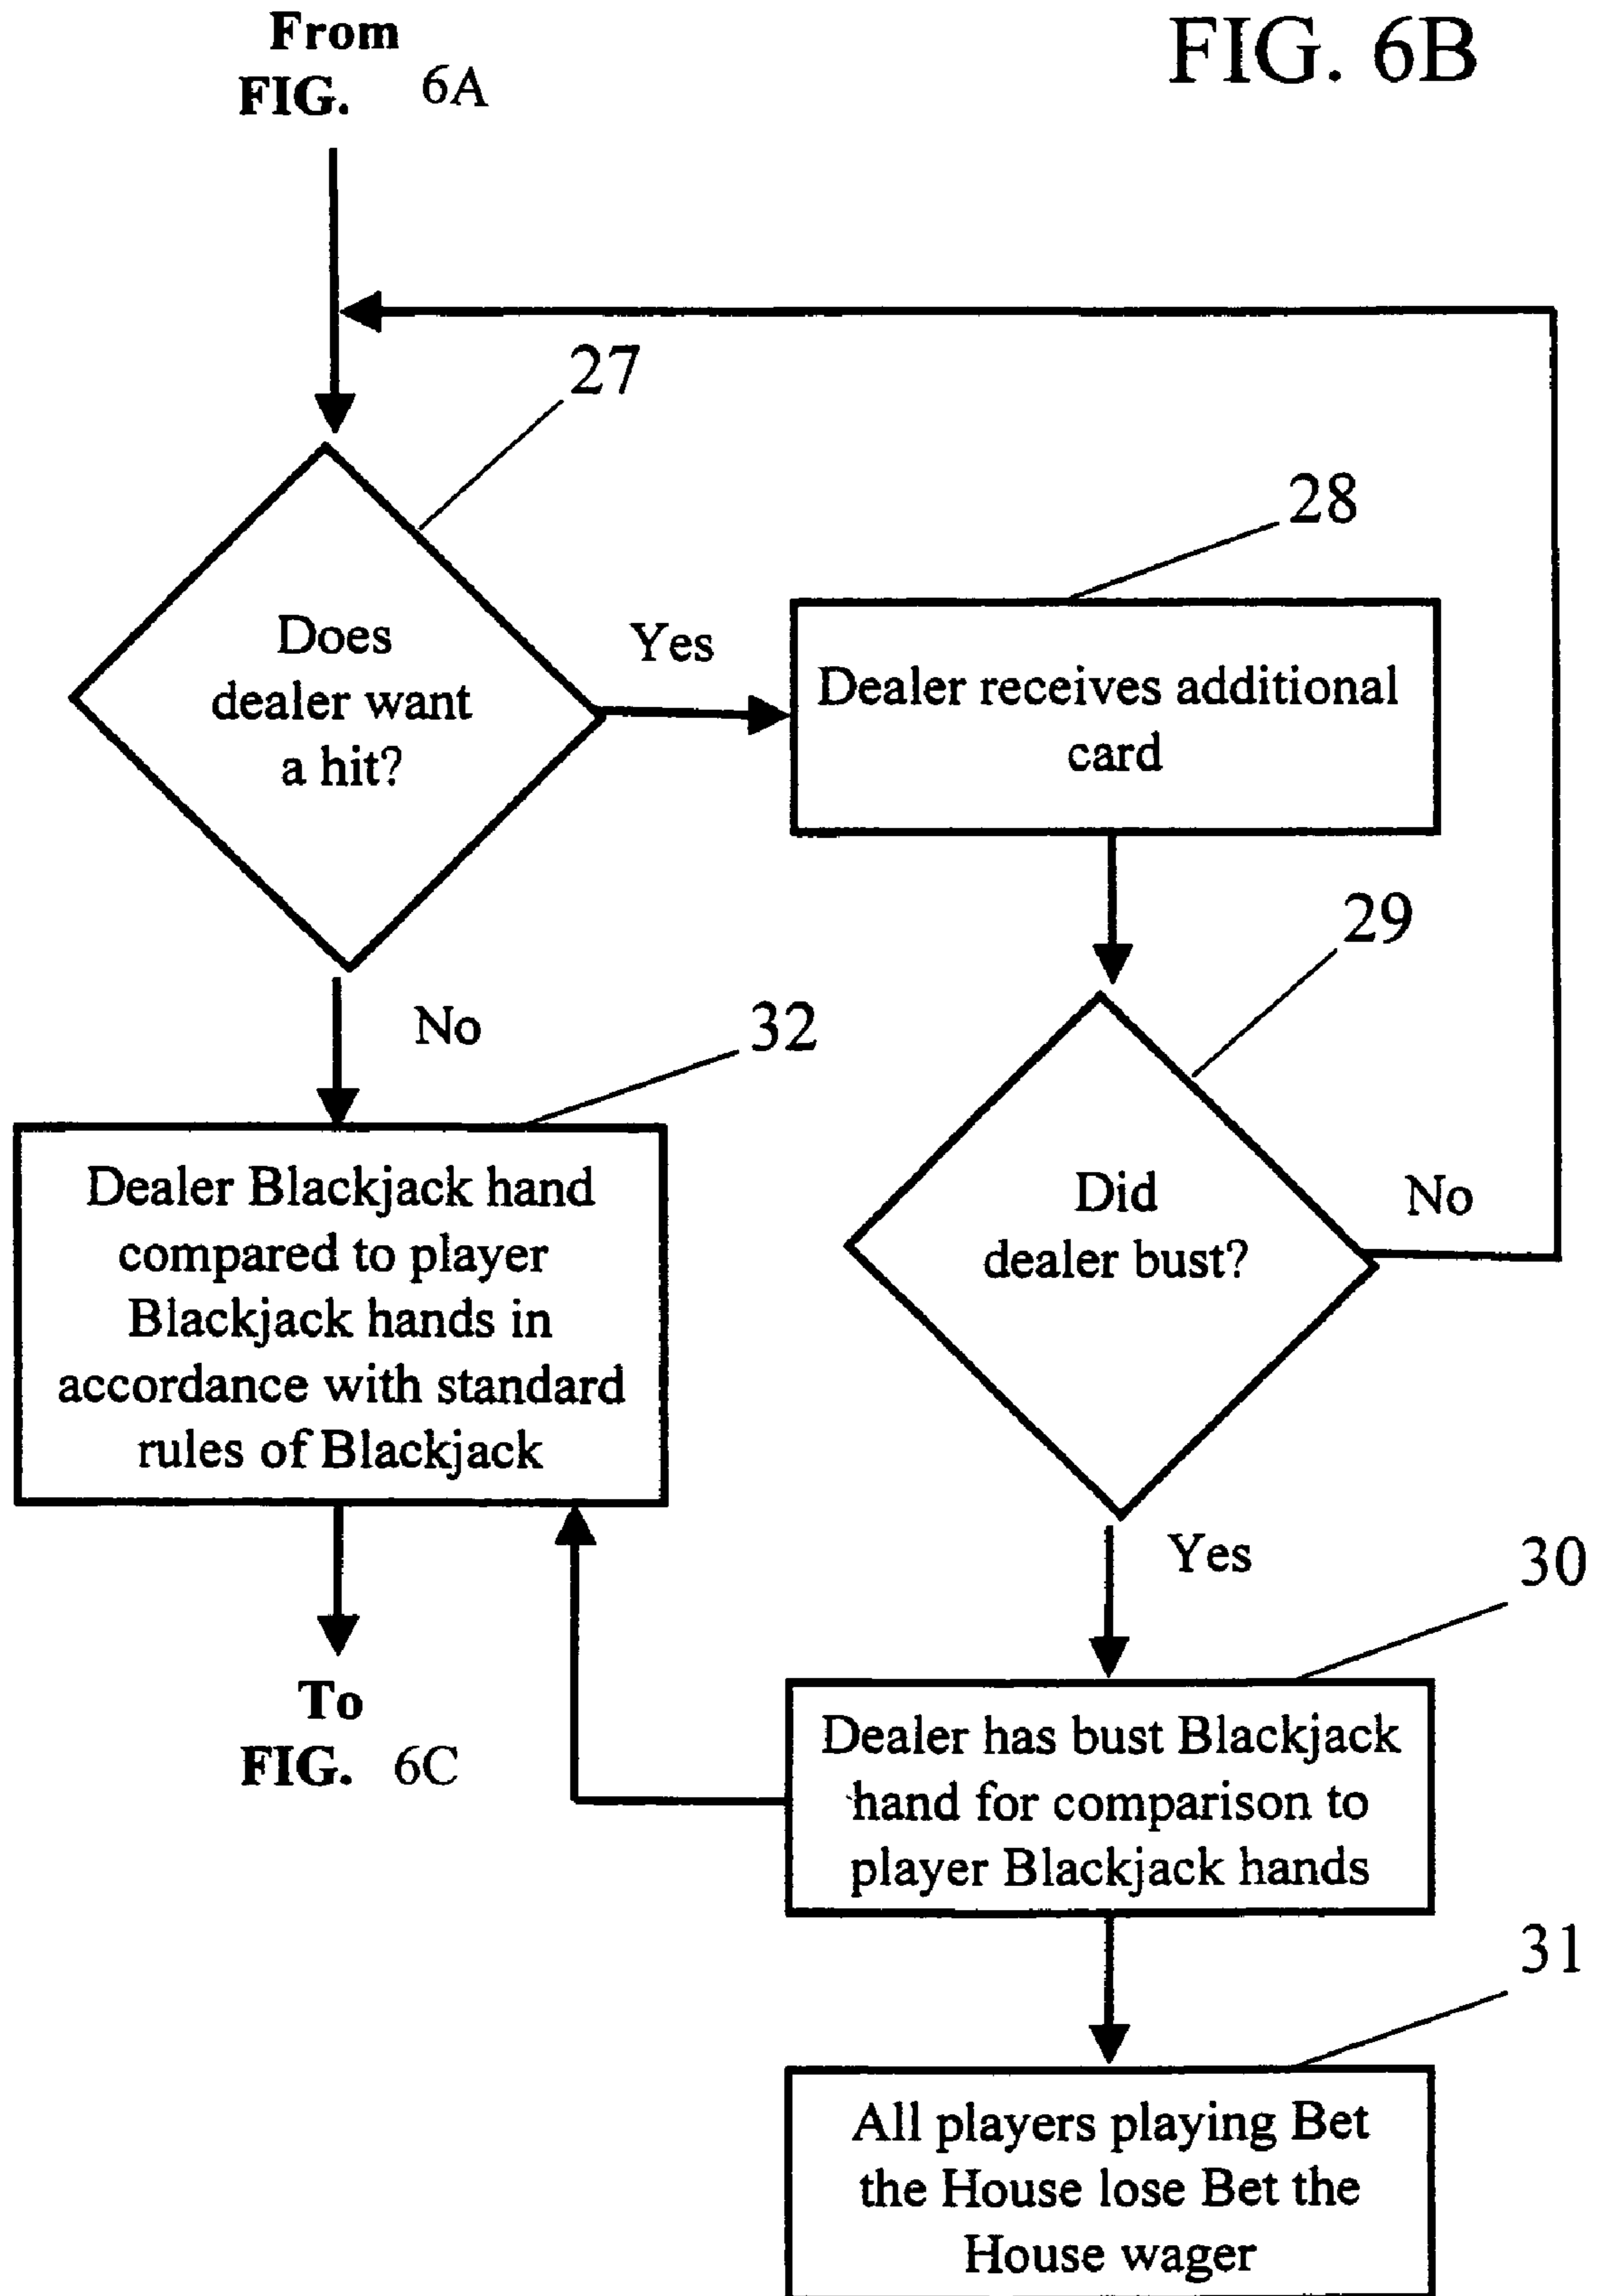 From
FIG. 6A
FIG. 6B
27
Does
dealer want
a hit?
Yes
28
Dealer receives additional
card
29
Did
dealer bust?
No
No
32
Dealer Blackjack hand
compared to player
Blackjack hands in
accordance with standard
rules of Blackjack
Yes
30
Dealer has bust Blackjack
hand for comparison to
player Blackjack hands
To
FIG. 6C
31
All players playing Bet
the House lose Bet the
House wager